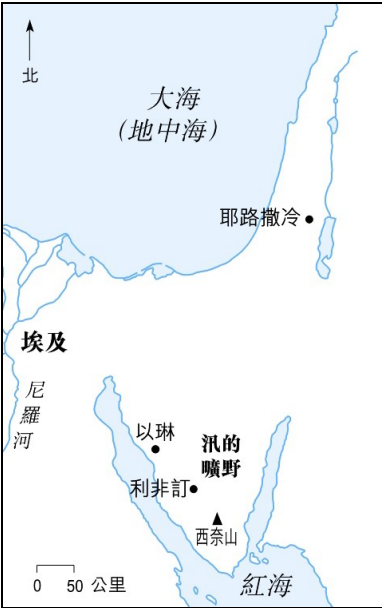 北
大海
(地中海)
耶路撒冷
埃及
尼羅河
以琳
汛的
曠野
利非訂
西奈山
0 50 公里
紅海